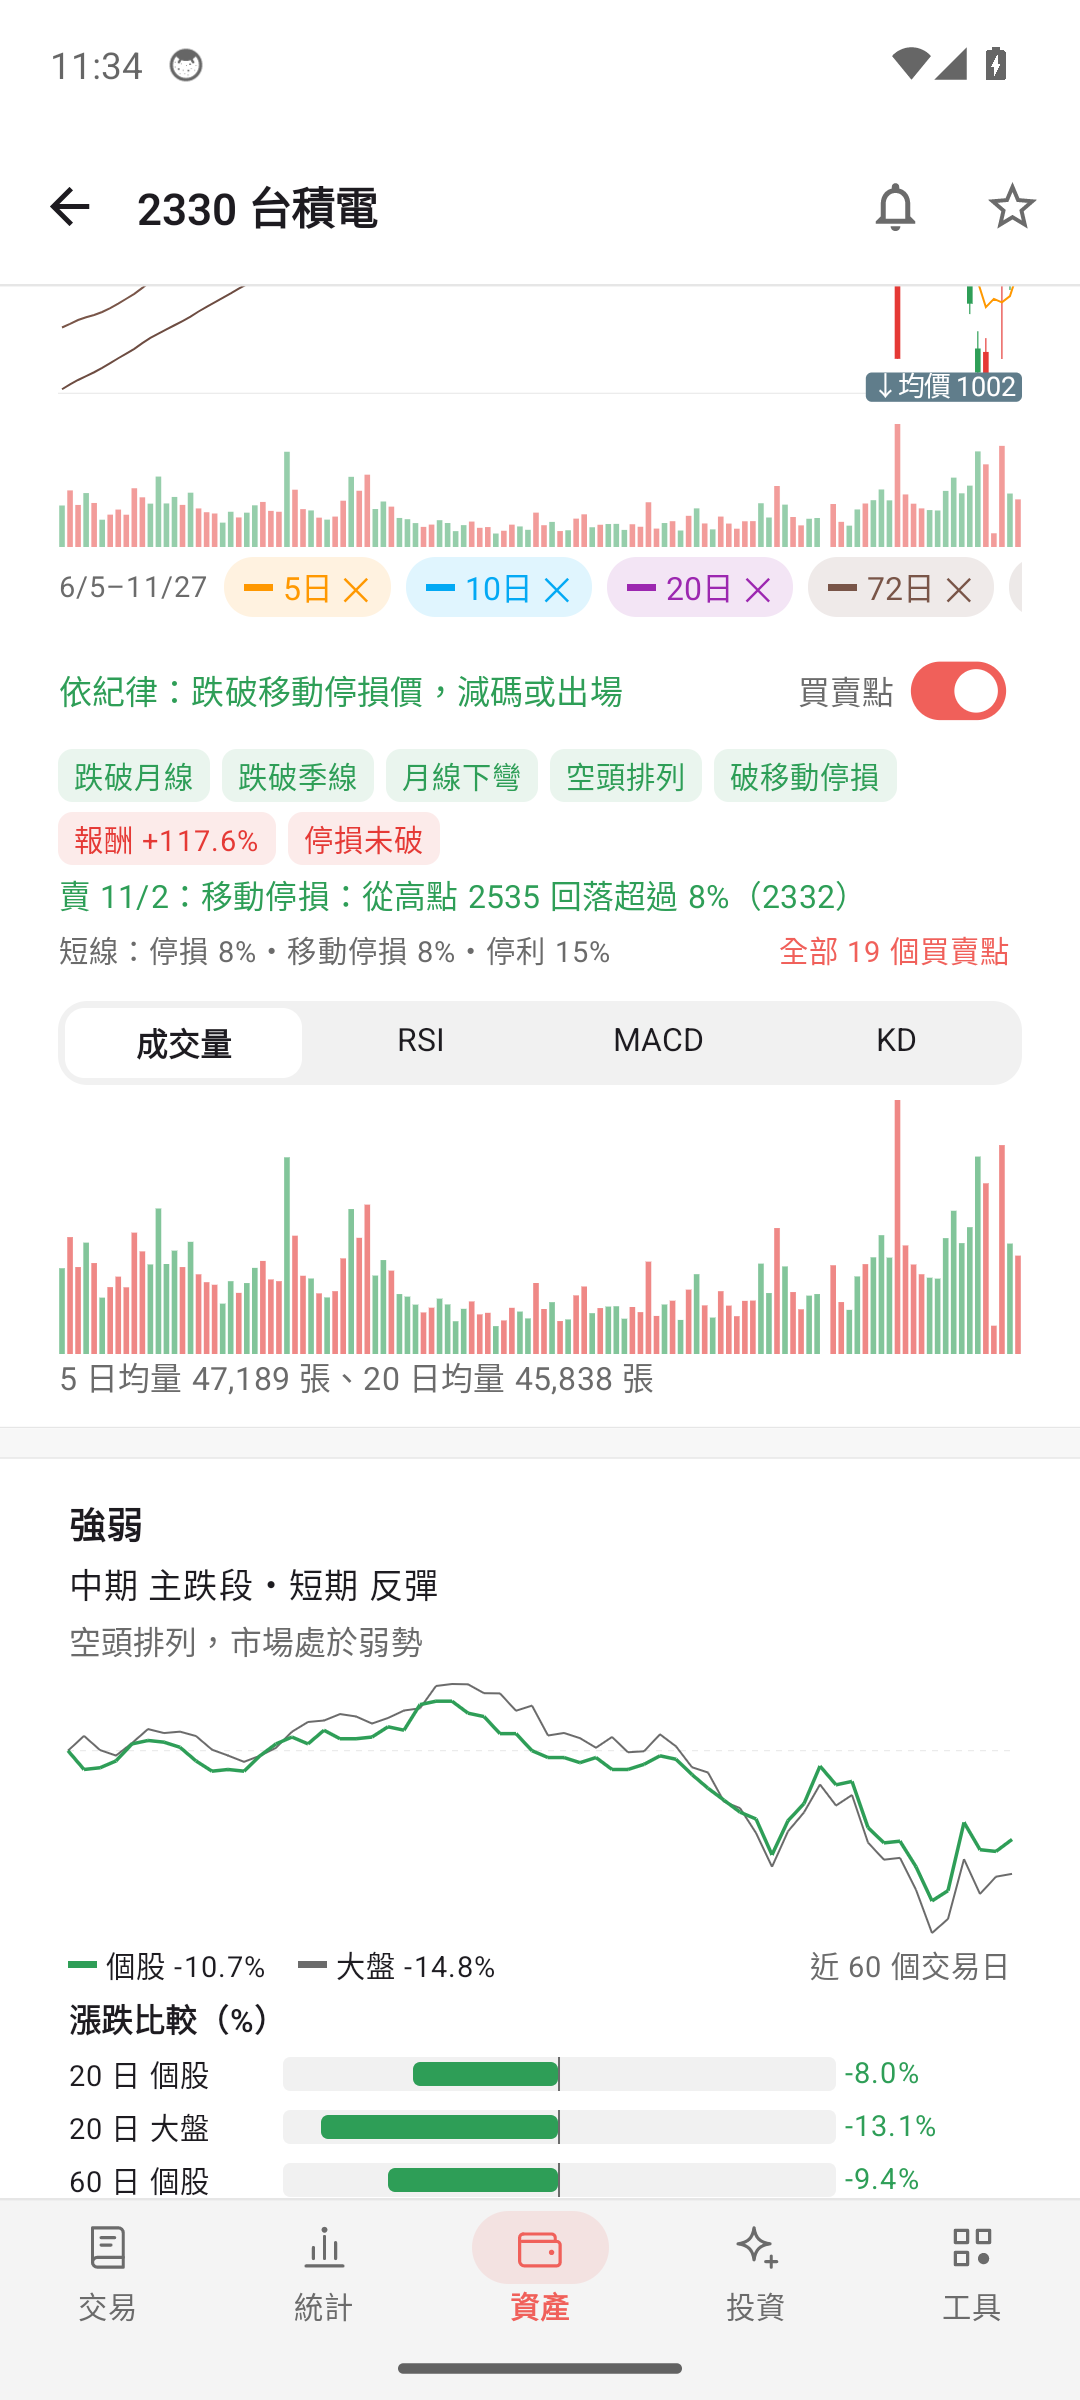 11:34
2330 台積電
↓均價 1002
6/5–11/27 5日 10日 20日 72日
依紀律：跌破移動停損價，減碼或出場 買賣點
跌破月線 跌破季線 月線下彎 空頭排列 破移動停損
報酬 +117.6% 停損未破
賣 11/2：移動停損：從高點 2535 回落超過 8%（2332）
短線：停損 8%・移動停損 8%・停利 15% 全部 19 個買賣點
成交量 RSI MACD KD
5 日均量 47,189 張、20 日均量 45,838 張
強弱
中期 主跌段・短期 反彈
空頭排列，市場處於弱勢
個股 -10.7% 大盤 -14.8% 近 60 個交易日
漲跌比較（%）
20 日 個股 -8.0%
20 日 大盤 -13.1%
60 日 個股 -9.4%
交易 統計 資產 投資 工具